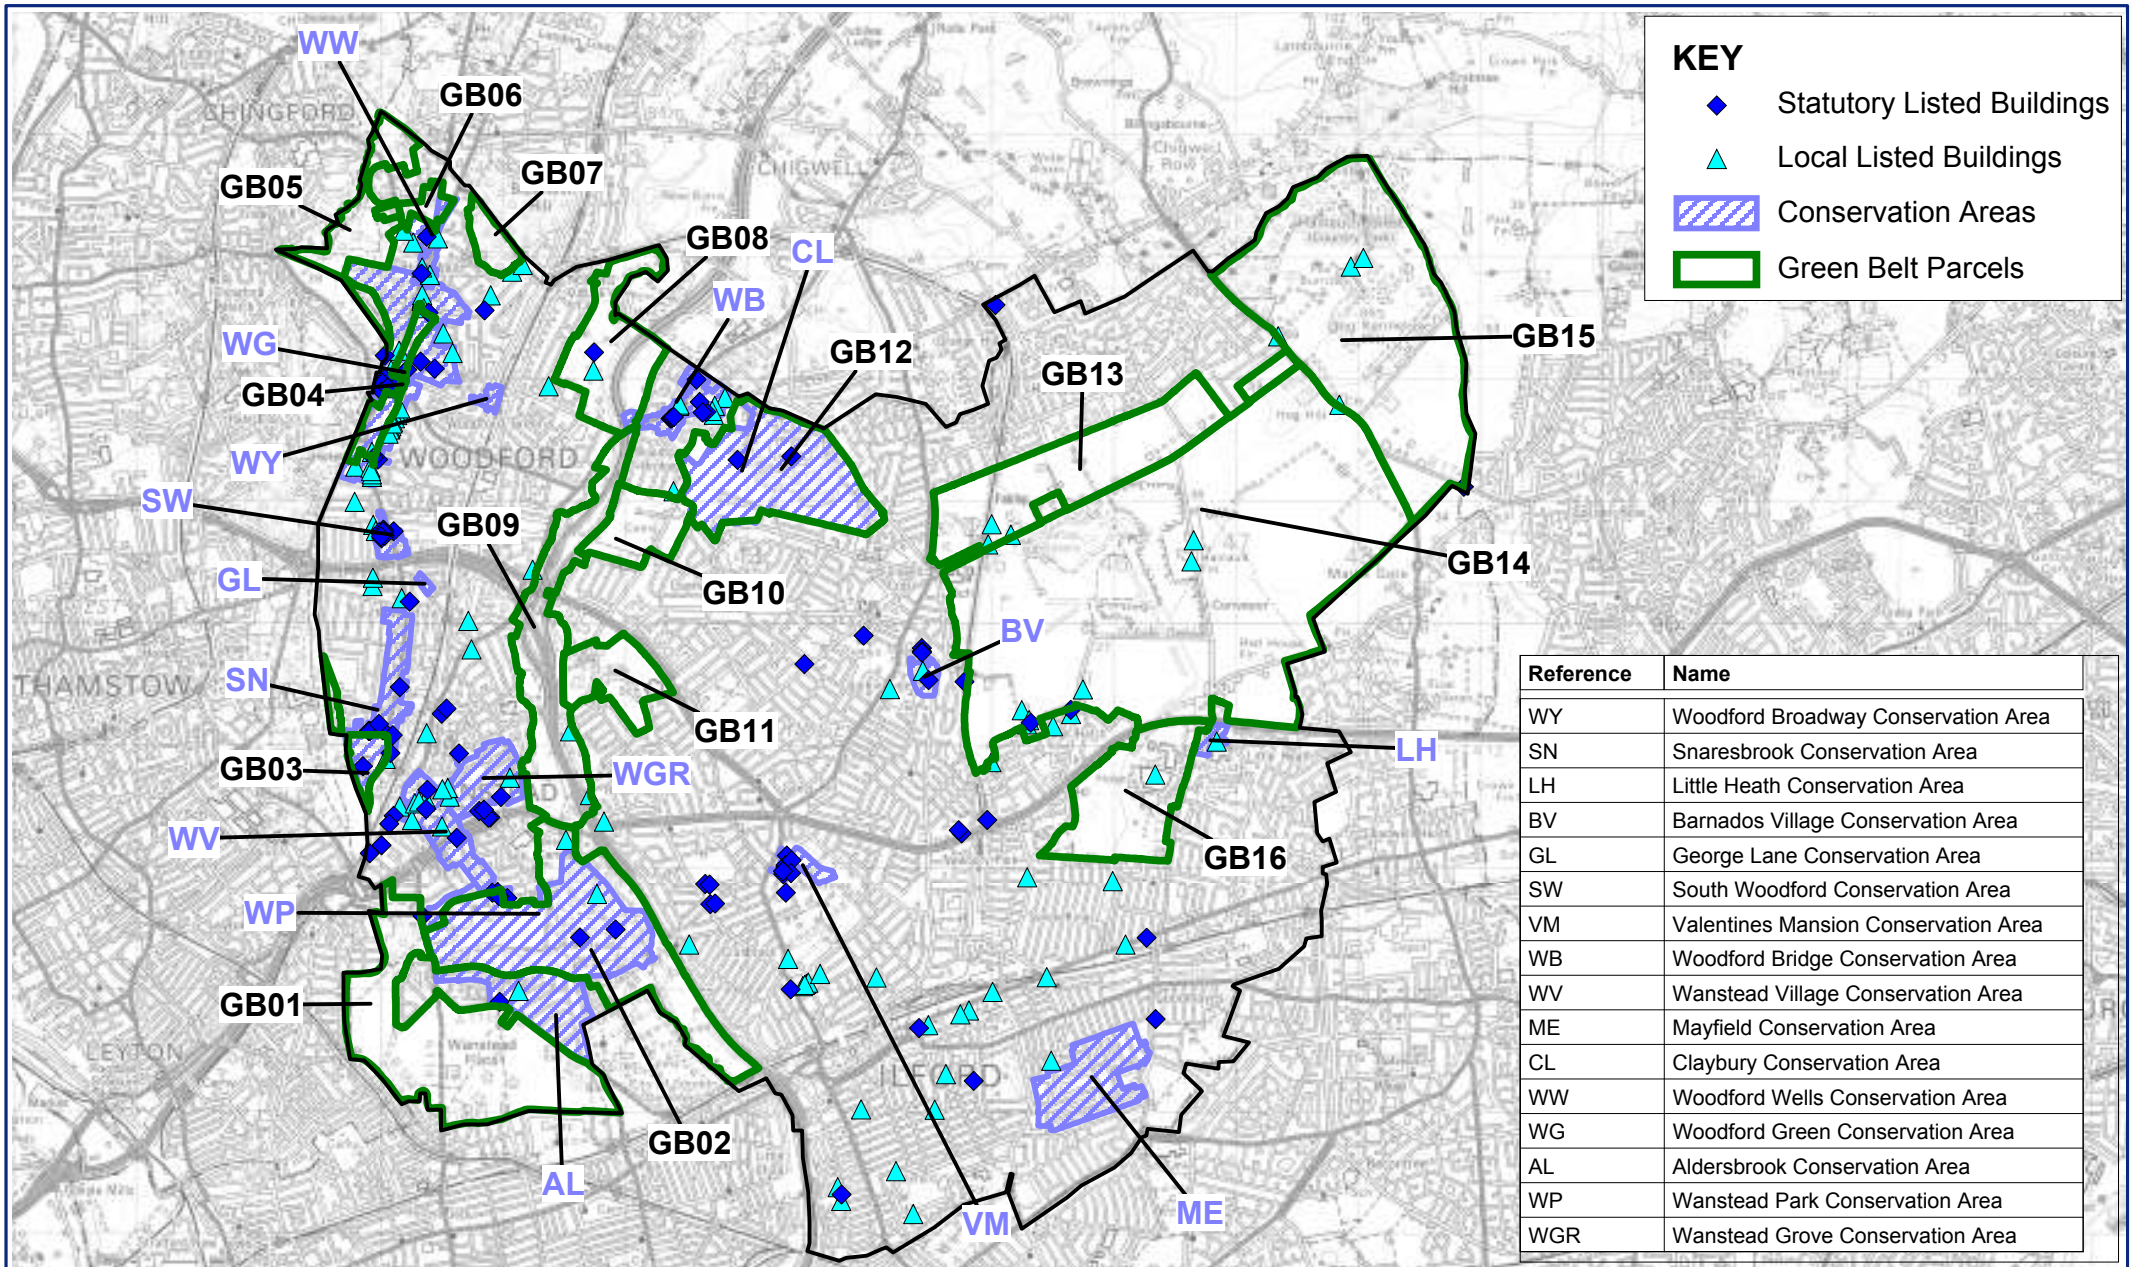 KEY
Statutory Listed Buildings
Local Listed Buildings
Conservation Areas
Green Belt Parcels
WW
GB06
CHINGFORD
GB05
GB07
CHIGWELL
Chigwell
Row
GB08
CL
WB
WG
GB12
GB15
GB04
GB13
WY
WOODFORD
SW
GB09
GB14
GL
GB10
BV
THAMSTOW
SN
GB11
GB03
WGR
LH
WV
GB16
WP
GB01
LEYTON
Wanstead
Flats
ILFORD
GB02
AL
VM
ME
Reference Name
WY Woodford Broadway Conservation Area
SN Snaresbrook Conservation Area
LH Little Heath Conservation Area
BV Barnados Village Conservation Area
GL George Lane Conservation Area
SW South Woodford Conservation Area
VM Valentines Mansion Conservation Area
WB Woodford Bridge Conservation Area
WV Wanstead Village Conservation Area
ME Mayfield Conservation Area
CL Claybury Conservation Area
WW Woodford Wells Conservation Area
WG Woodford Green Conservation Area
AL Aldersbrook Conservation Area
WP Wanstead Park Conservation Area
WGR Wanstead Grove Conservation Area